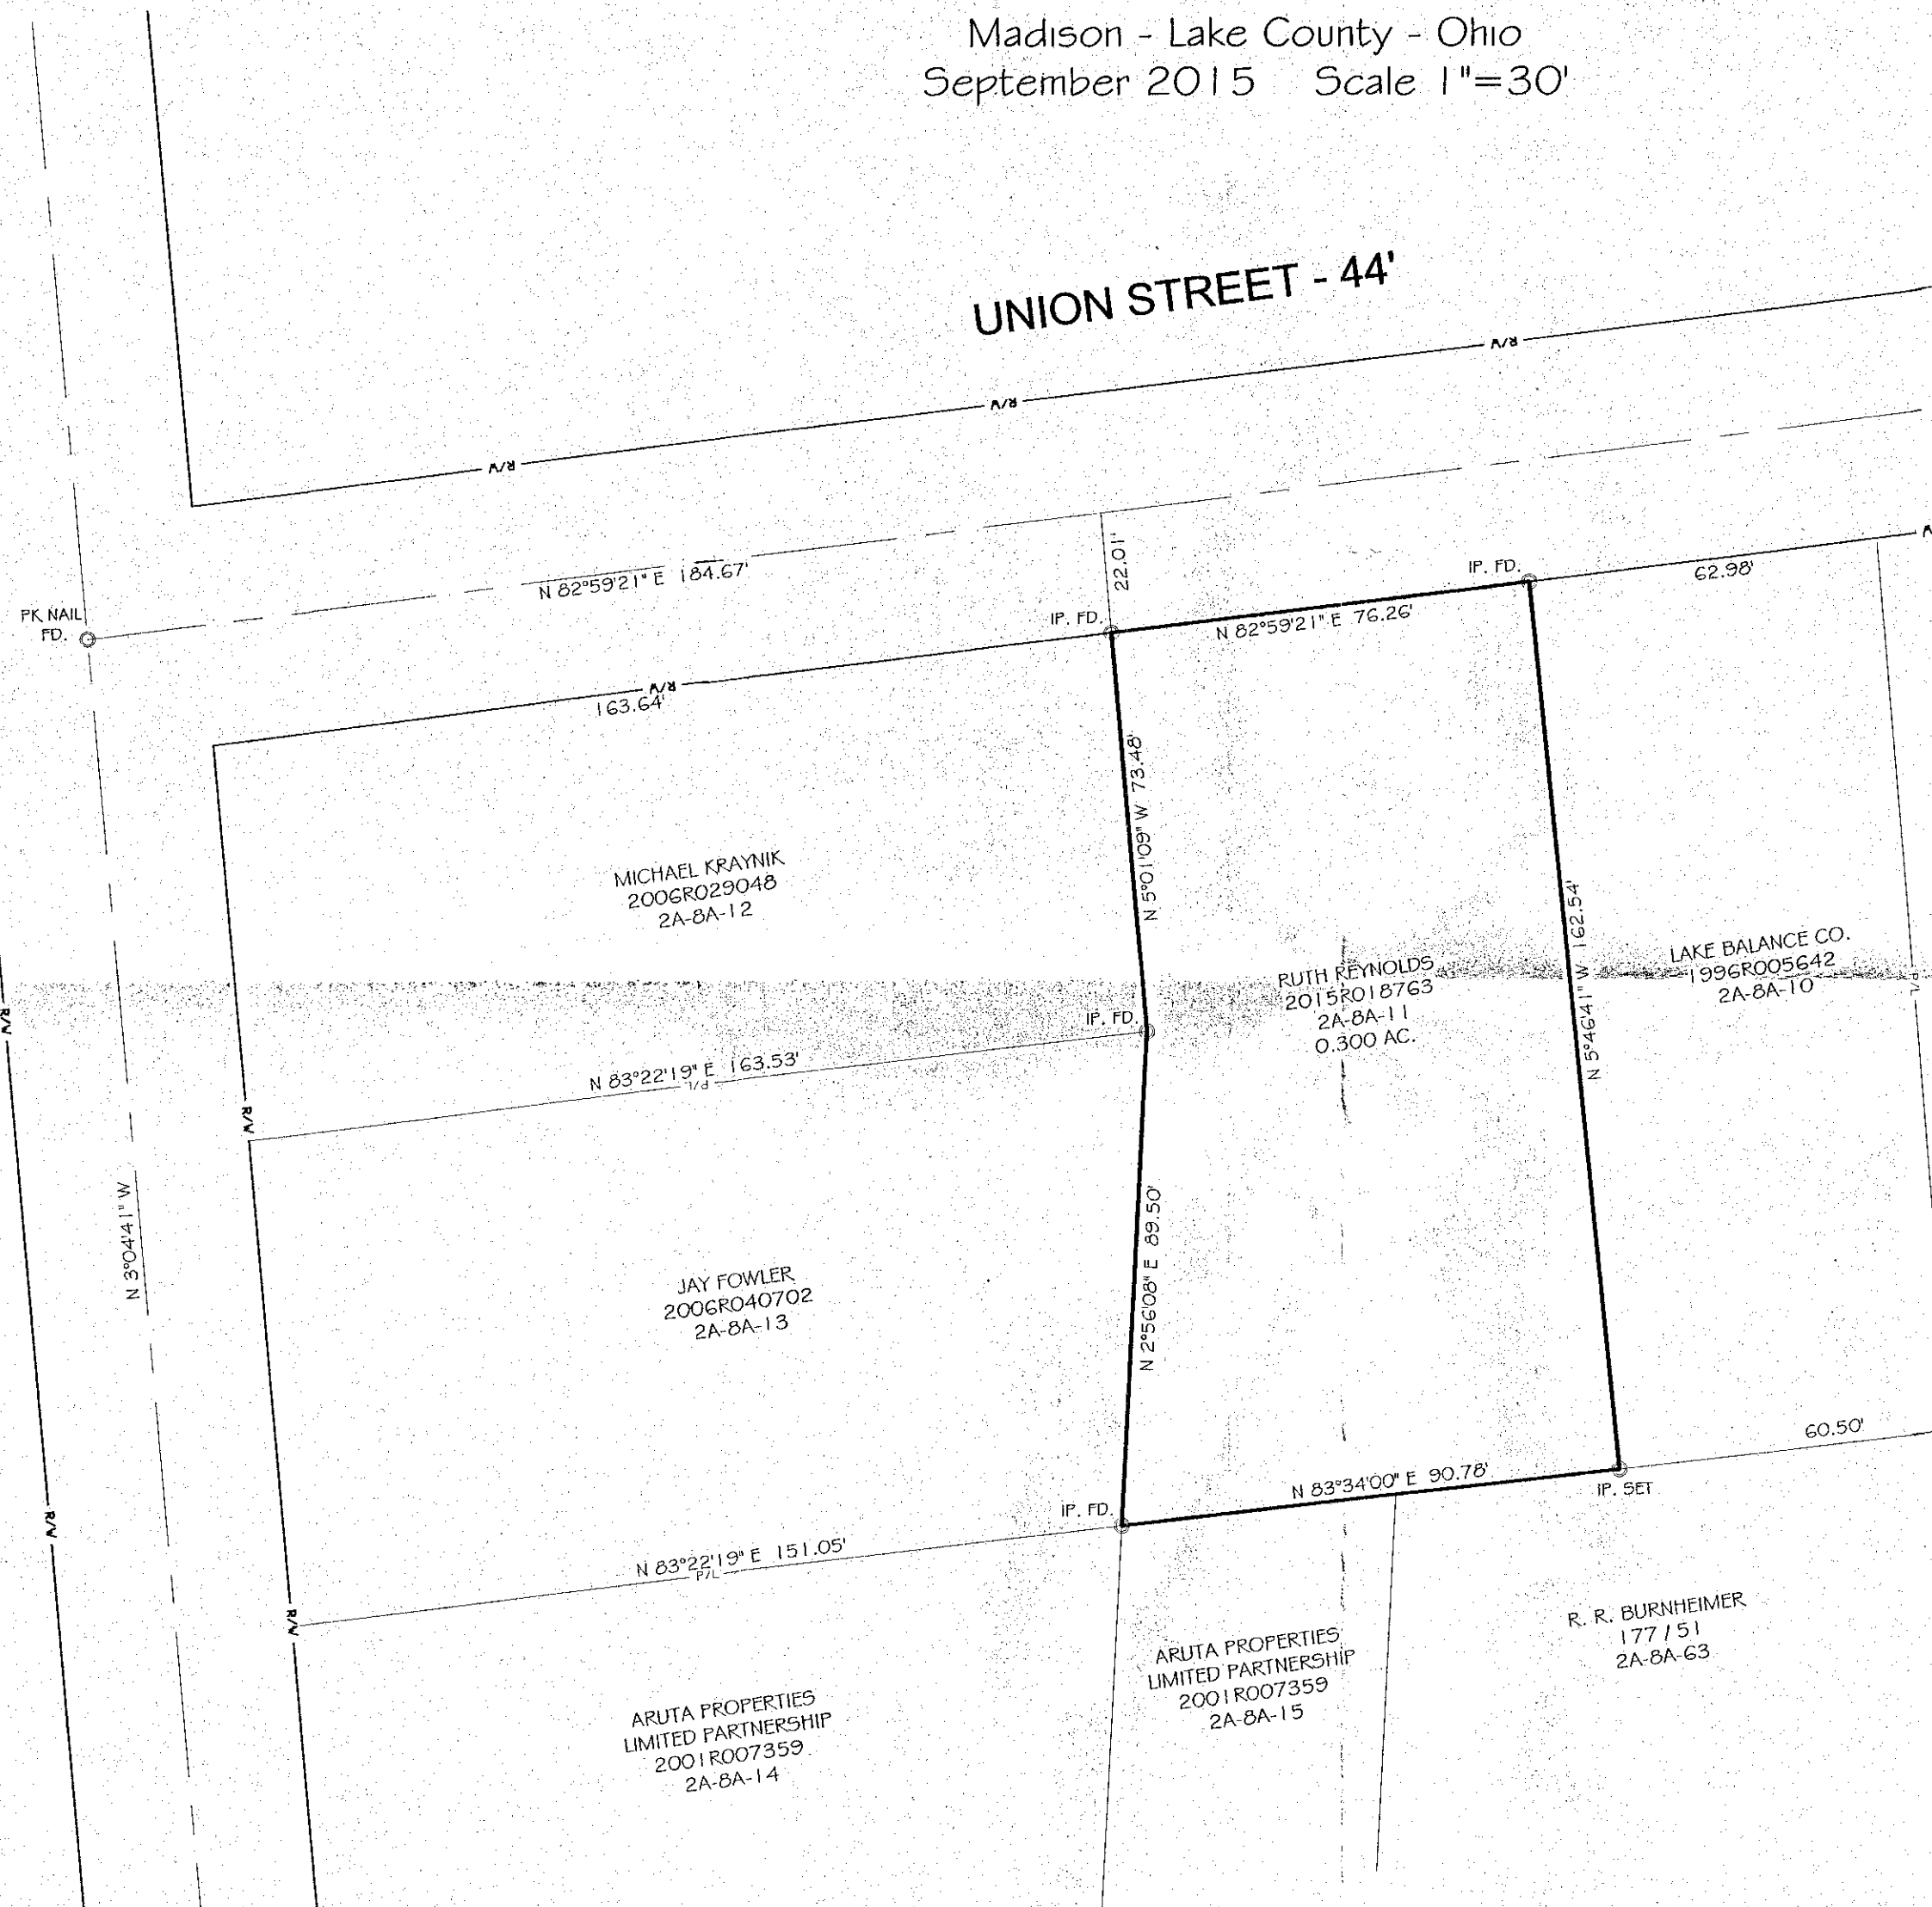 Madison - Lake County - Ohio
September 2015 Scale 1"=30'
UNION STREET - 44'
R/W
R/W
R/W
N 82°59'21" E 184.67'
22.01'
PK NAIL
FD.
IP. FD.
IP. FD.
N 82°59'21" E 76.26'
62.98'
R/W
163.64'
N 5°01'09" W 73.48'
MICHAEL KRAYNIK
2006R029048
2A-8A-12
RUTH REYNOLDS
2015R018763
2A-8A-11
0.300 AC.
N 5°46'41" W 162.54'
LAKE BALANCE CO.
1996R005642
2A-8A-10
R/W
IP. FD.
N 83°22'19" E 163.53'
P/L
R/W
N 3°04'41" W
N 2°56'08" E 89.50'
JAY FOWLER
2006R040702
2A-8A-13
60.50'
N 83°34'00" E 90.78'
IP. SET
IP. FD.
R/W
N 83°22'19" E 151.05'
P/L
R/W
ARUTA PROPERTIES
LIMITED PARTNERSHIP
2001R007359
2A-8A-14
ARUTA PROPERTIES
LIMITED PARTNERSHIP
2001R007359
2A-8A-15
R. R. BURNHEIMER
177 / 51
2A-8A-63